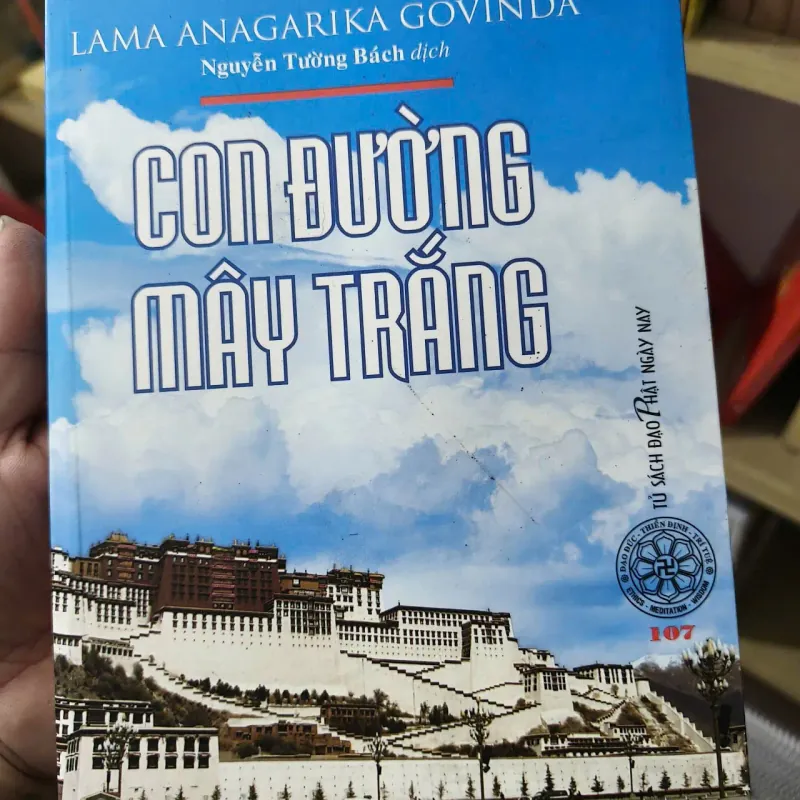 LAMA ANAGARIKA GOVINDA
Nguyễn Tường Bách dịch
CON ĐƯỜNG
MÂY TRẮNG
TỦ SÁCH ĐẠO PHẬT NGÀY NAY
ĐẠO ĐỨC - THIỀN ĐỊNH - TRÍ TUỆ
ETHICS - MEDITATION - WISDOM
107